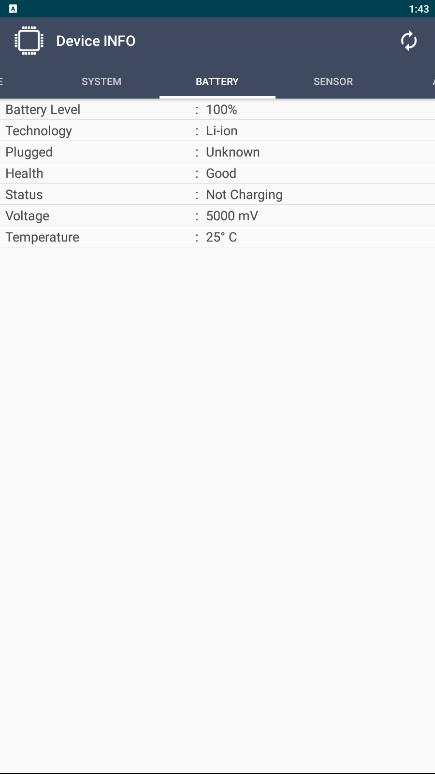 A
1:43
Device INFO
E
SYSTEM
BATTERY
SENSOR
Battery Level : 100%
Technology : Li-ion
Plugged : Unknown
Health : Good
Status : Not Charging
Voltage : 5000 mV
Temperature : 25° C